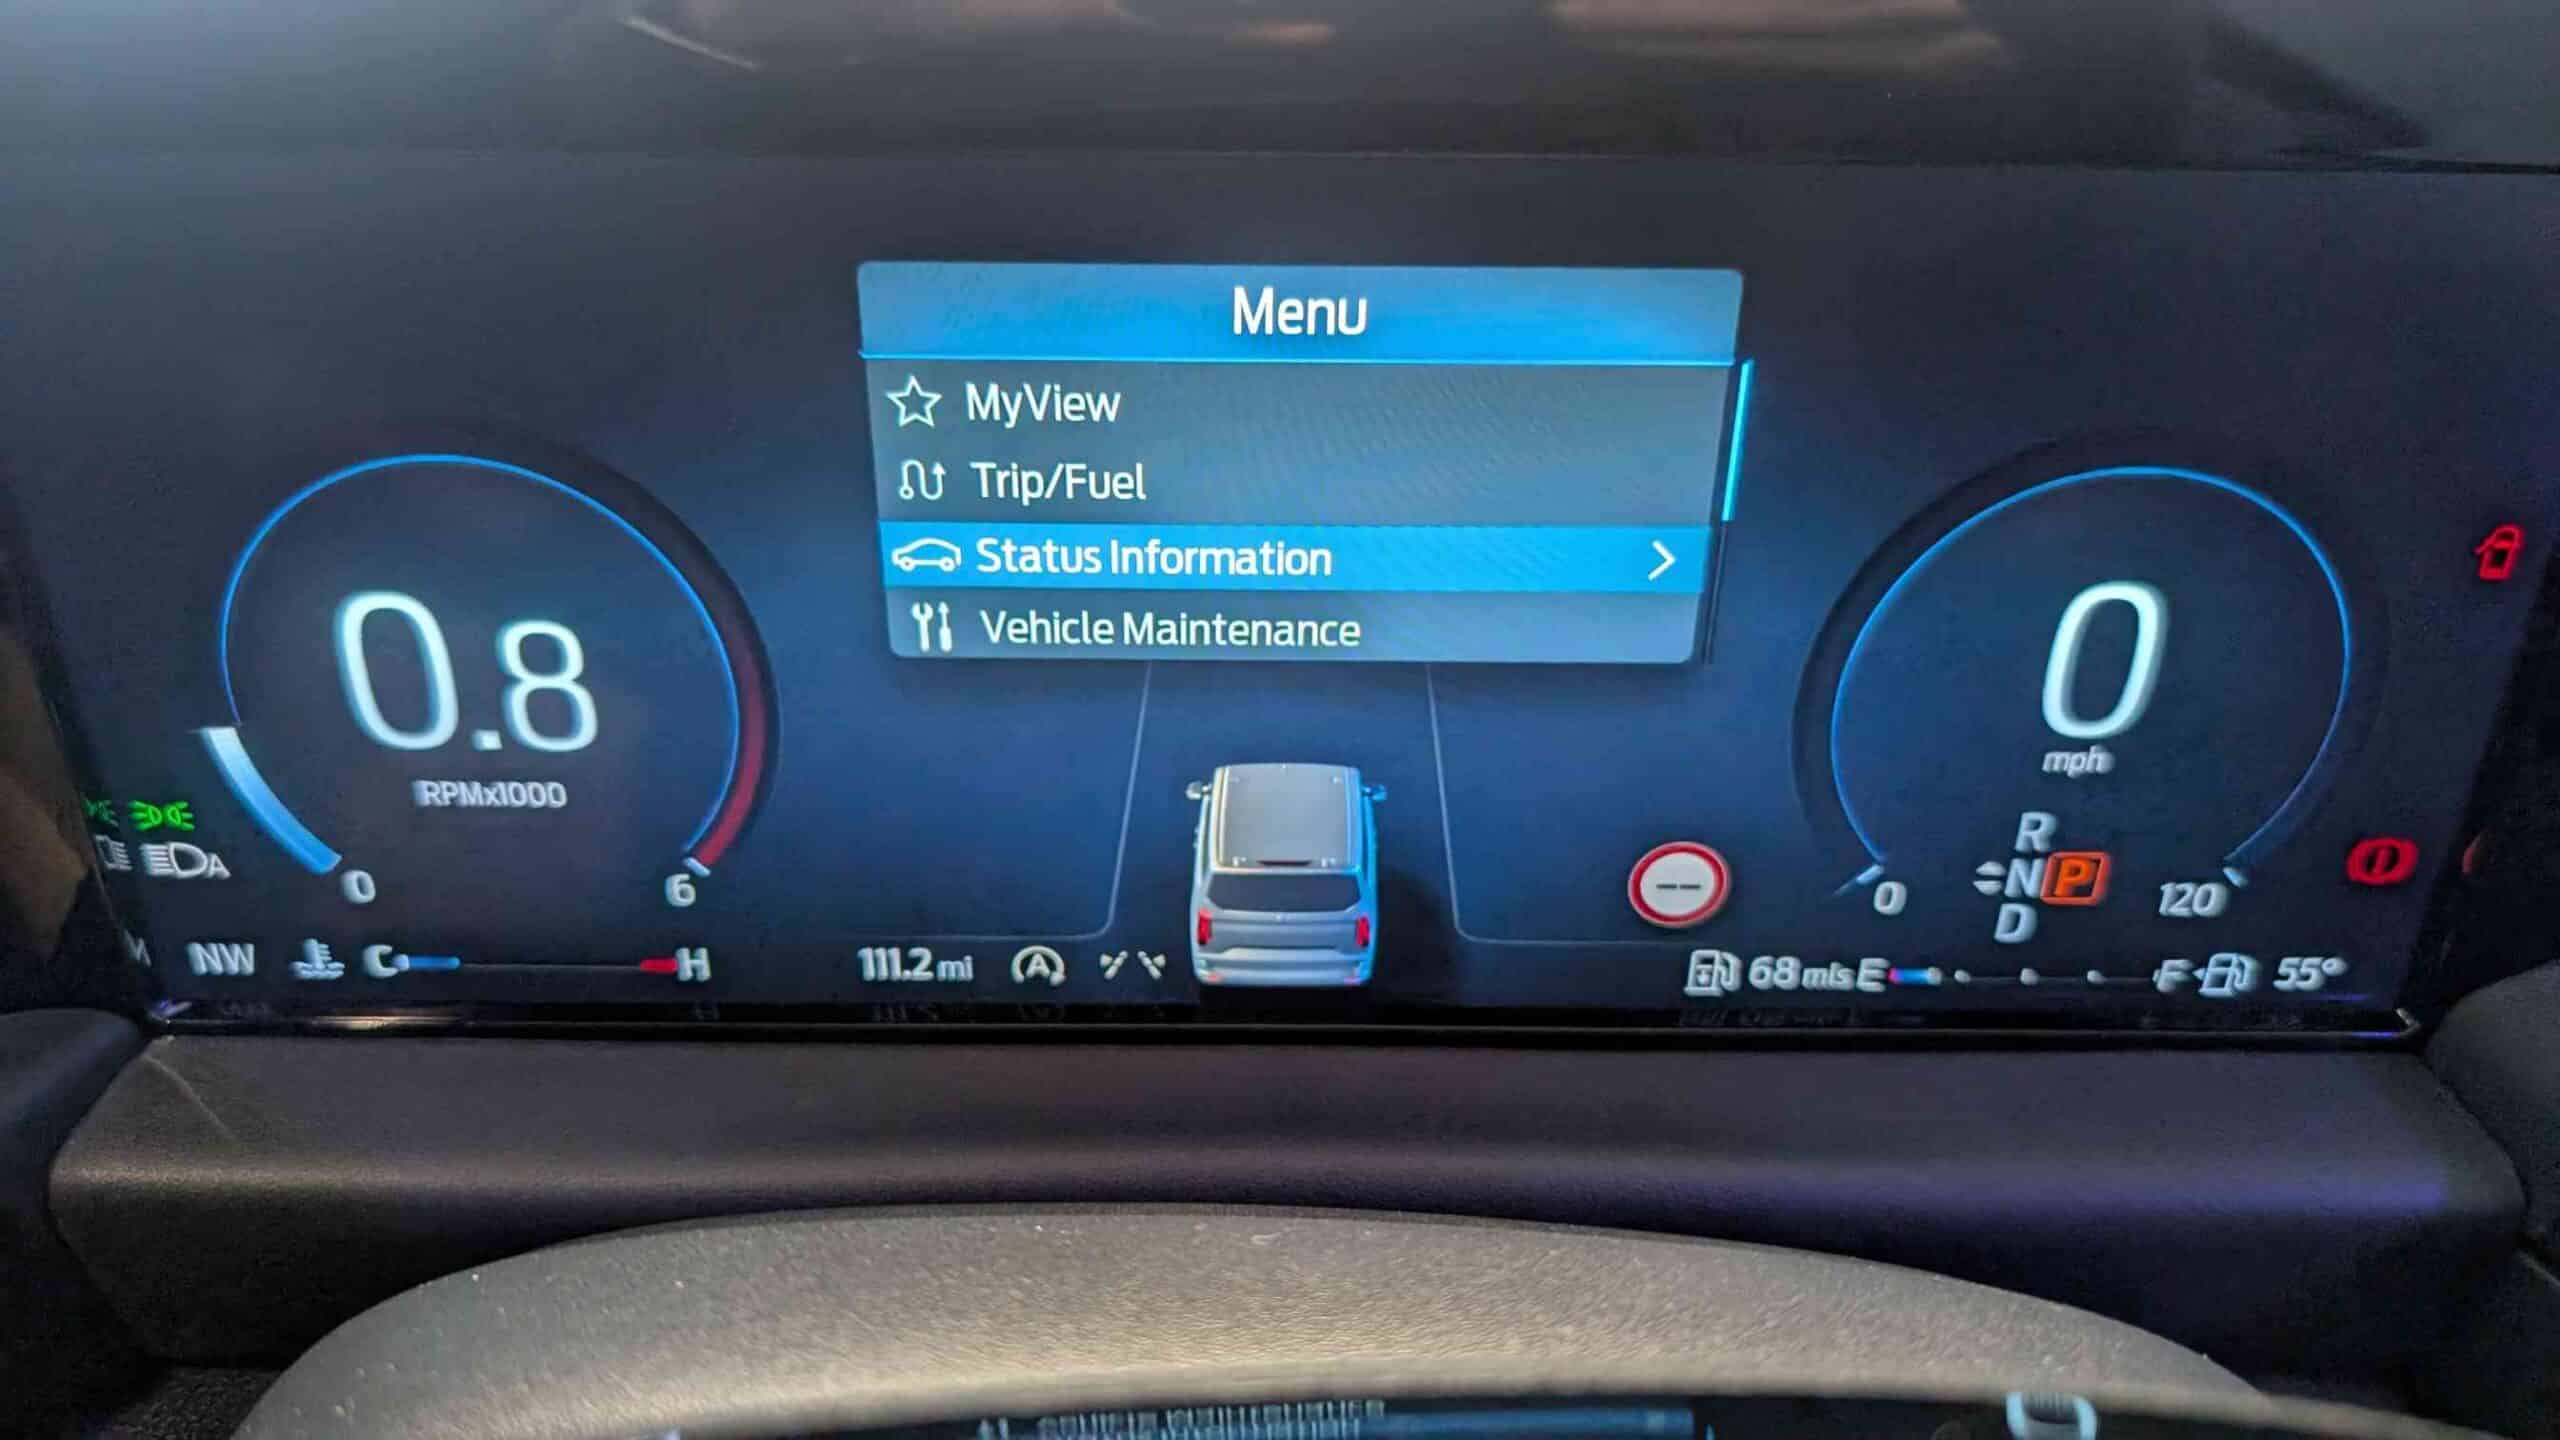 Menu
MyView
Trip/Fuel
Status Information
Vehicle Maintenance
0.8
RPMx1000
0
6
A
NW
C
H
111.2 mi
A
--
0
mph
R
N P
D
0
120
68 mls E
F
55°